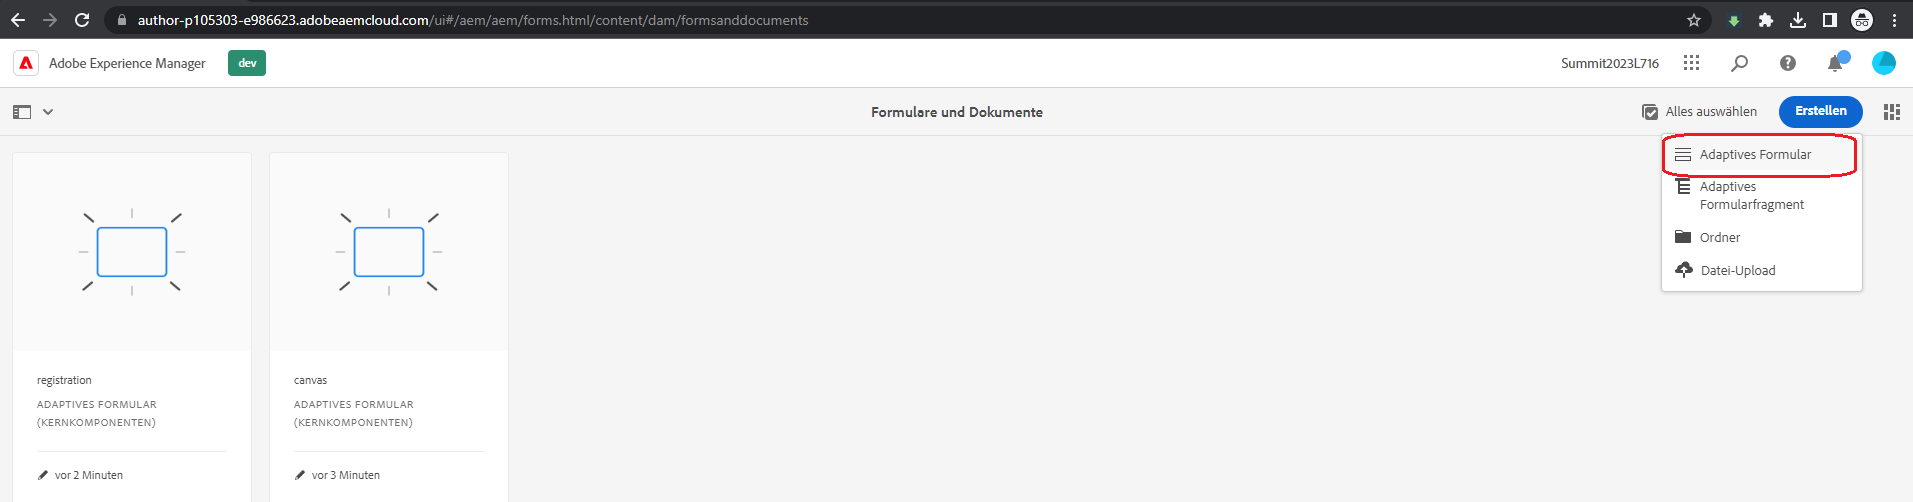 author-p105303-e986623.adobeaemcloud.com/ui#/aem/aem/forms.html/content/dam/formsanddocuments
Adobe Experience Manager
dev
Summit2023L716
Formulare und Dokumente
Alles auswählen
Erstellen
Adaptives Formular
Adaptives
Formularfragment
Ordner
Datei-Upload
registration
ADAPTIVES FORMULAR
(KERNKOMPONENTEN)
vor 2 Minuten
canvas
ADAPTIVES FORMULAR
(KERNKOMPONENTEN)
vor 3 Minuten